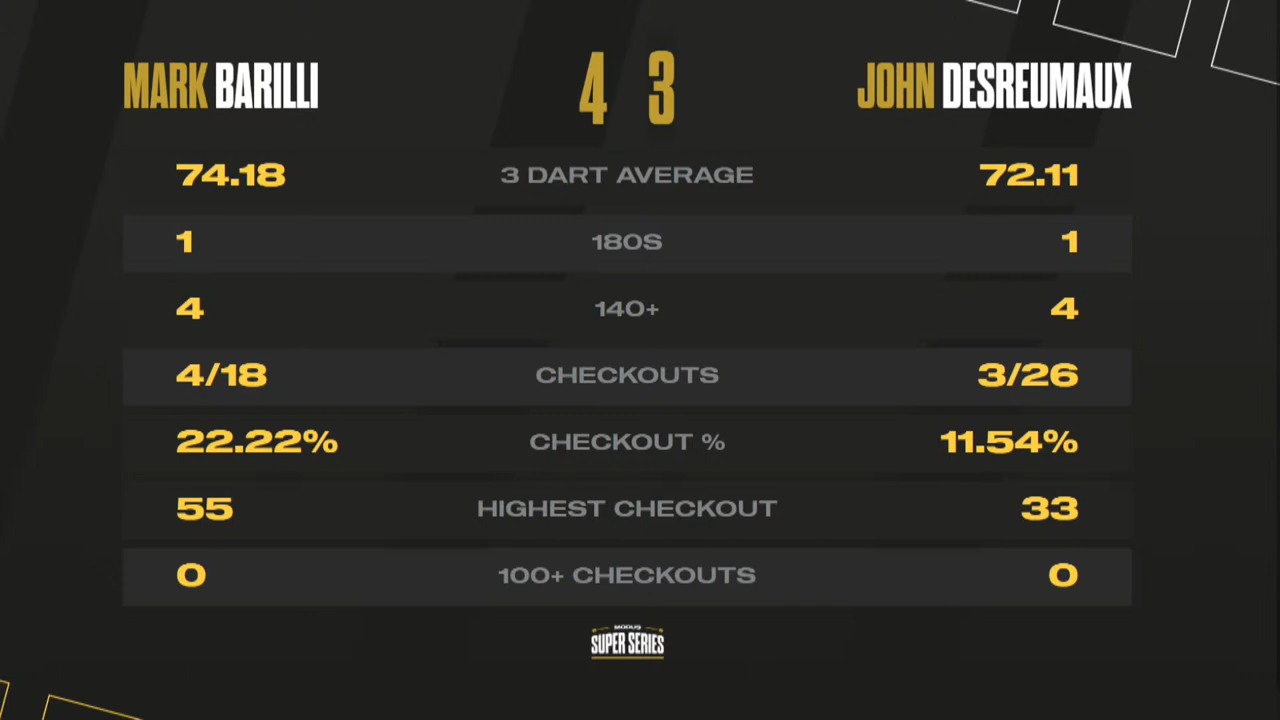 MARK BARILLI 4 3 JOHN DESREUMAUX
74.18 3 DART AVERAGE 72.11
1 180S 1
4 140+ 4
4/18 CHECKOUTS 3/26
22.22% CHECKOUT % 11.54%
55 HIGHEST CHECKOUT 33
0 100+ CHECKOUTS 0
MODUS
SUPER SERIES